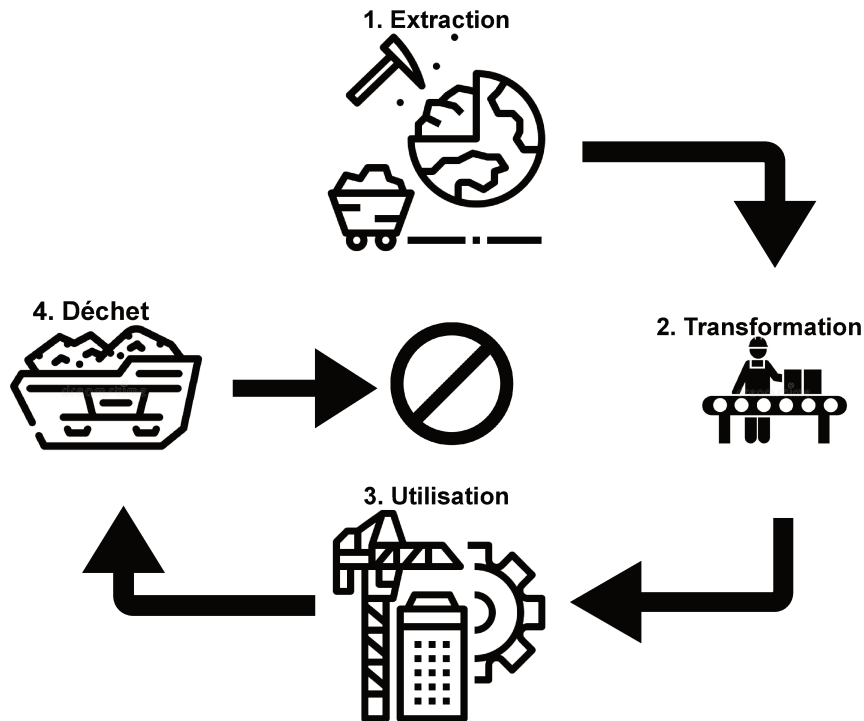 1. Extraction
4. Déchet
2. Transformation
3. Utilisation